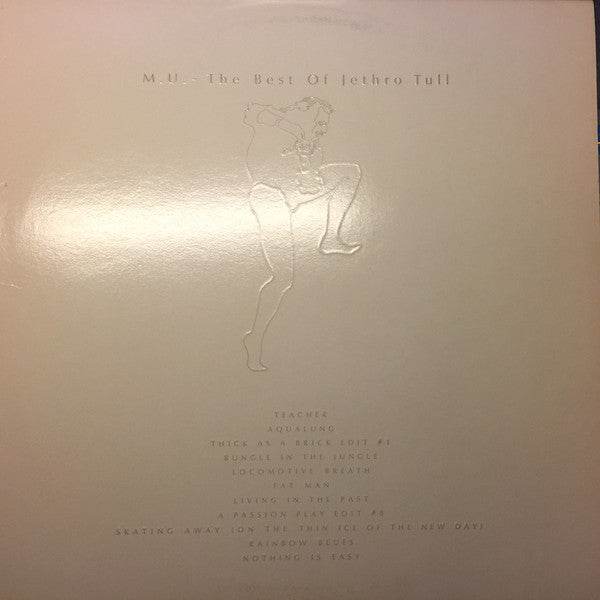 M.U. - The Best Of Jethro Tull
TEACHER
AQUALUNG
THICK AS A BRICK EDIT #1
BUNGLE IN THE JUNGLE
LOCOMOTIVE BREATH
FAT MAN
LIVING IN THE PAST
A PASSION PLAY EDIT #8
SKATING AWAY (ON THE THIN ICE OF THE NEW DAY)
RAINBOW BLUES
NOTHING IS EASY